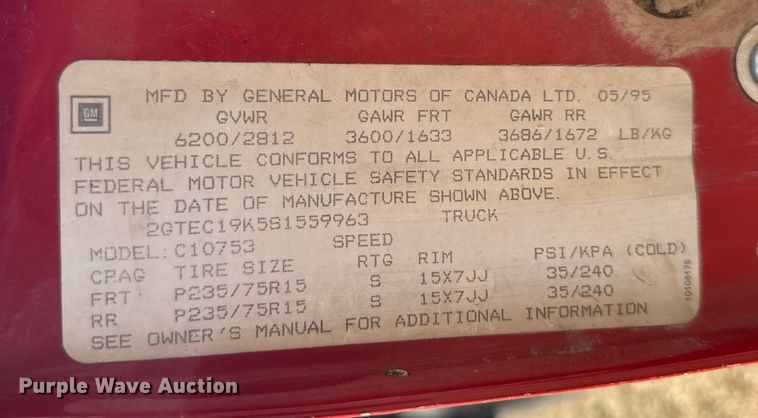 GM
MFD BY GENERAL MOTORS OF CANADA LTD. 05/95
GVWR GAWR FRT GAWR RR
6200/2812 3600/1633 3686/1672 LB/KG
THIS VEHICLE CONFORMS TO ALL APPLICABLE U.S.
FEDERAL MOTOR VEHICLE SAFETY STANDARDS IN EFFECT
ON THE DATE OF MANUFACTURE SHOWN ABOVE.
2GTEC19K5S1559963 TRUCK
MODEL: C10753 SPEED
CPAG TIRE SIZE RTG RIM PSI/KPA (COLD)
FRT P235/75R15 S 15X7JJ 35/240
RR P235/75R15 S 15X7JJ 35/240
SEE OWNER'S MANUAL FOR ADDITIONAL INFORMATION
Purple Wave Auction